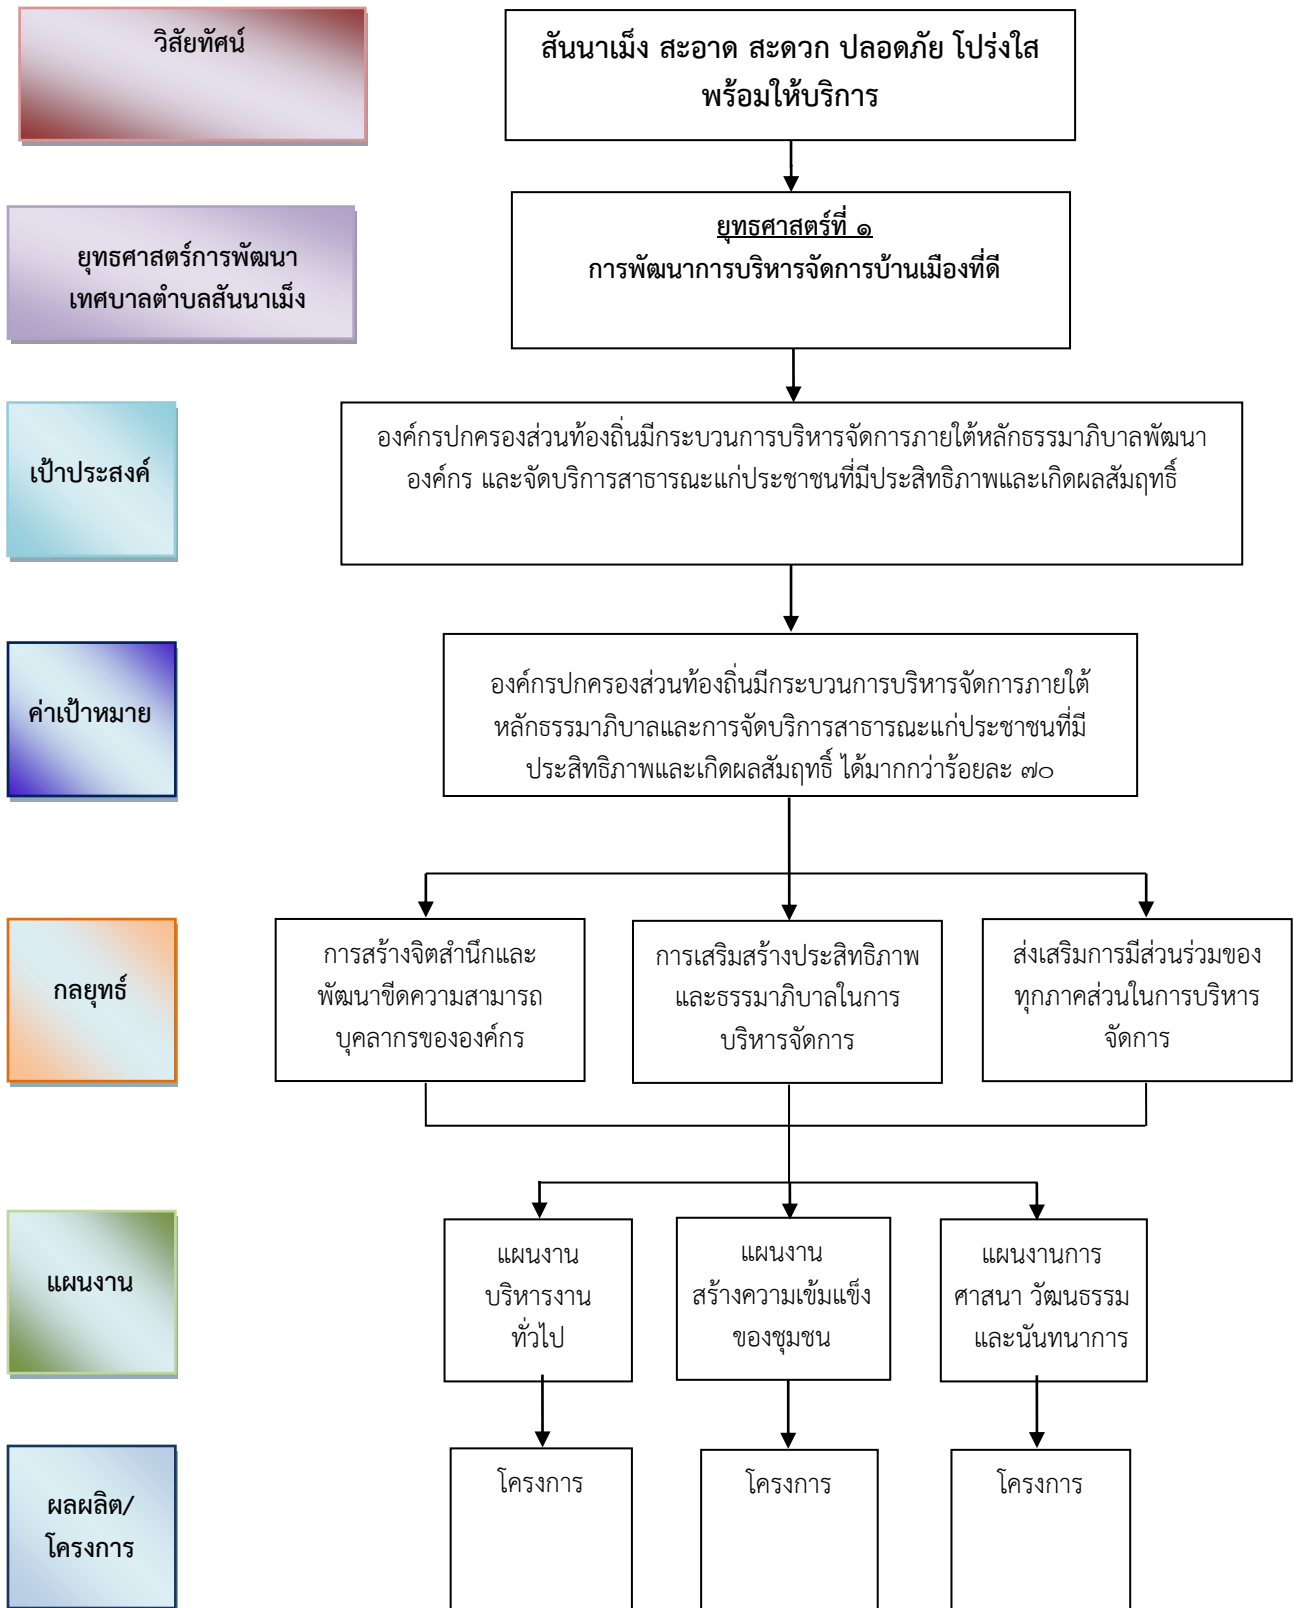 วิสัยทัศน์
สันนาเม็ง สะอาด สะดวก ปลอดภัย โปร่งใส
พร้อมให้บริการ
ยุทธศาสตร์การพัฒนา
เทศบาลตำบลสันนาเม็ง
ยุทธศาสตร์ที่ ๑
การพัฒนาการบริหารจัดการบ้านเมืองที่ดี
เป้าประสงค์
องค์กรปกครองส่วนท้องถิ่นมีกระบวนการบริหารจัดการภายใต้หลักธรรมาภิบาลพัฒนา
องค์กร และจัดบริการสาธารณะแก่ประชาชนที่มีประสิทธิภาพและเกิดผลสัมฤทธิ์
ค่าเป้าหมาย
องค์กรปกครองส่วนท้องถิ่นมีกระบวนการบริหารจัดการภายใต้
หลักธรรมาภิบาลและการจัดบริการสาธารณะแก่ประชาชนที่มี
ประสิทธิภาพและเกิดผลสัมฤทธิ์ ได้มากกว่าร้อยละ ๗๐
กลยุทธ์
การสร้างจิตสำนึกและ
พัฒนาขีดความสามารถ
บุคลากรขององค์กร
การเสริมสร้างประสิทธิภาพ
และธรรมาภิบาลในการ
บริหารจัดการ
ส่งเสริมการมีส่วนร่วมของ
ทุกภาคส่วนในการบริหาร
จัดการ
แผนงาน
แผนงาน
บริหารงาน
ทั่วไป
แผนงาน
สร้างความเข้มแข็ง
ของชุมชน
แผนงานการ
ศาสนา วัฒนธรรม
และนันทนาการ
ผลผลิต/
โครงการ
โครงการ
โครงการ
โครงการ